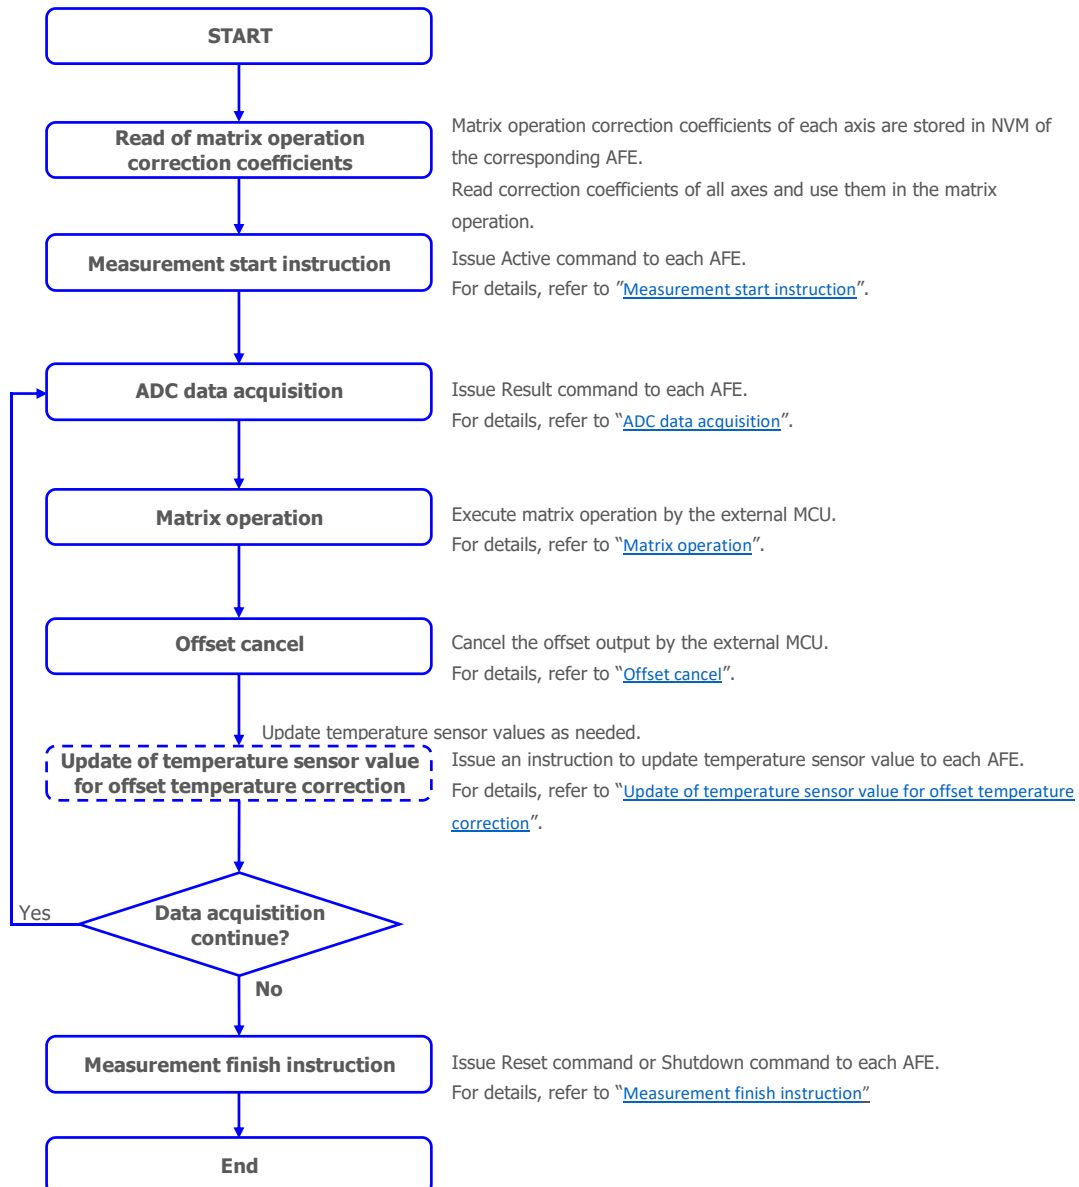 START
Read of matrix operation
correction coefficients
Matrix operation correction coefficients of each axis are stored in NVM of
the corresponding AFE.
Read correction coefficients of all axes and use them in the matrix
operation.
Measurement start instruction
Issue Active command to each AFE.
For details, refer to ”Measurement start instruction”.
ADC data acquisition
Issue Result command to each AFE.
For details, refer to “ADC data acquisition”.
Matrix operation
Execute matrix operation by the external MCU.
For details, refer to “Matrix operation”.
Offset cancel
Cancel the offset output by the external MCU.
For details, refer to “Offset cancel”.
Update temperature sensor values as needed.
Update of temperature sensor value
for offset temperature correction
Issue an instruction to update temperature sensor value to each AFE.
For details, refer to “Update of temperature sensor value for offset temperature
correction”.
Yes
Data acquistition
continue?
No
Measurement finish instruction
Issue Reset command or Shutdown command to each AFE.
For details, refer to “Measurement finish instruction”
End